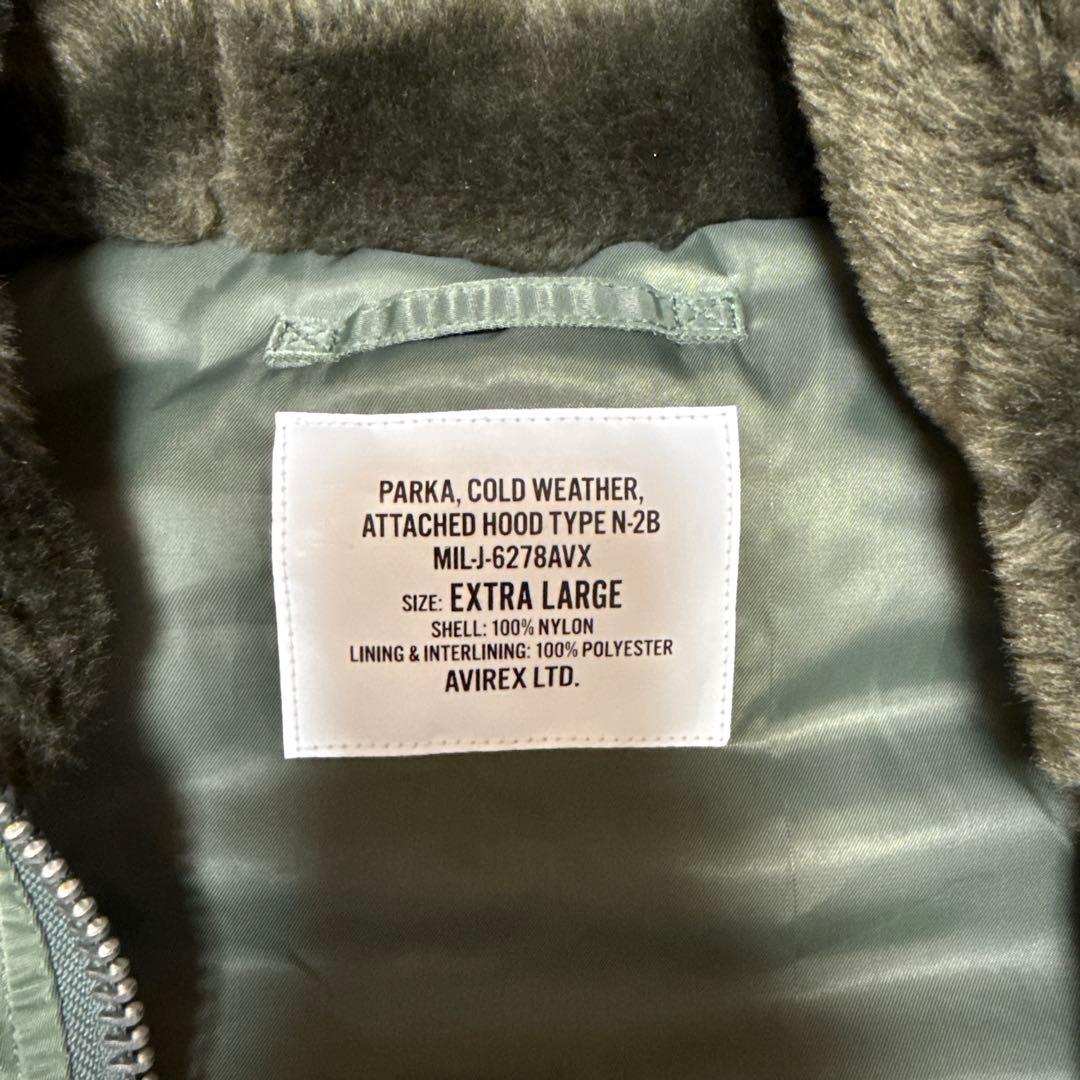 PARKA, COLD WEATHER,
ATTACHED HOOD TYPE N-2B
MIL-J-6278AVX
SIZE: EXTRA LARGE
SHELL: 100% NYLON
LINING & INTERLINING: 100% POLYESTER
AVIREX LTD.